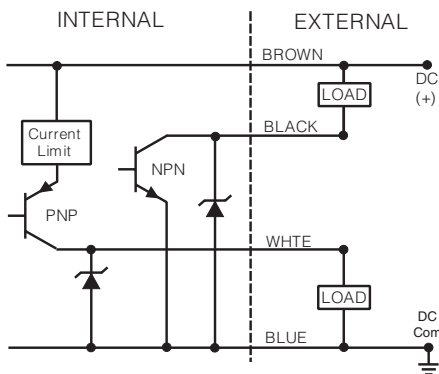 INTERNAL
EXTERNAL
BROWN
DC
(+)
LOAD
BLACK
Current
Limit
NPN
PNP
WHTE
LOAD
DC
Com
BLUE